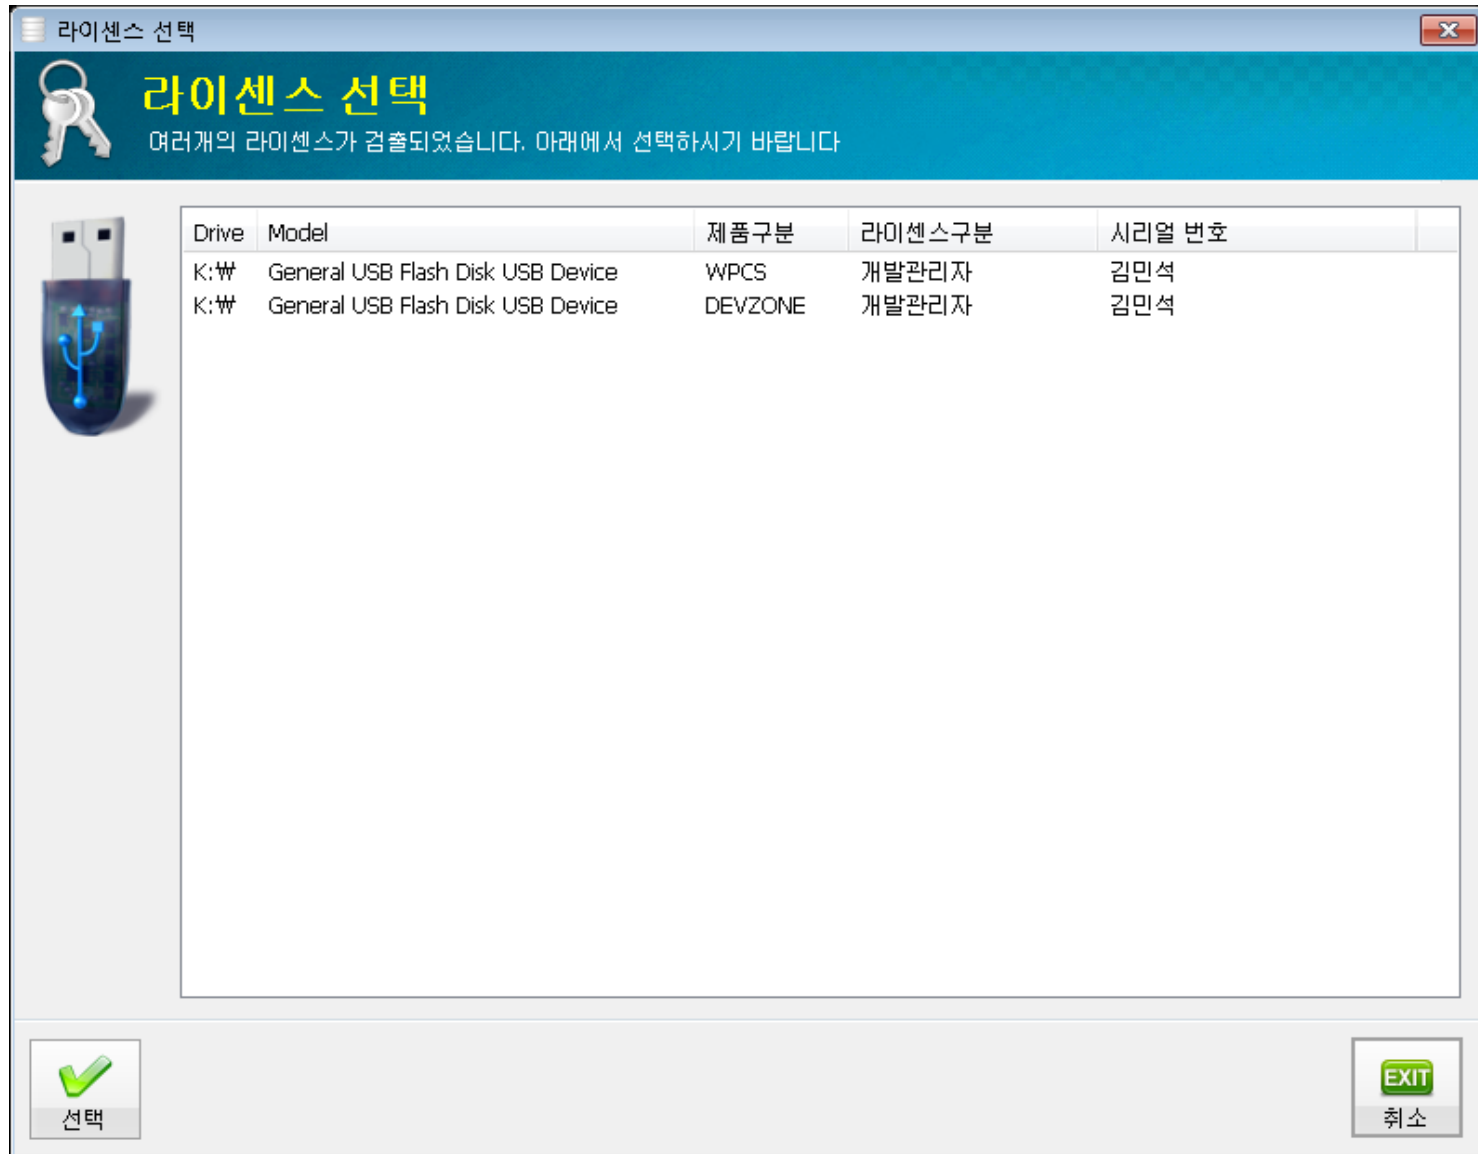 라이센스 선택
라이센스 선택
여러개의 라이센스가 검출되었습니다. 아래에서 선택하시기 바랍니다
Drive Model 제품구분 라이센스구분 시리얼 번호
K:₩ General USB Flash Disk USB Device WPCS 개발관리자 김민석
K:₩ General USB Flash Disk USB Device DEVZONE 개발관리자 김민석
선택
EXIT
취소